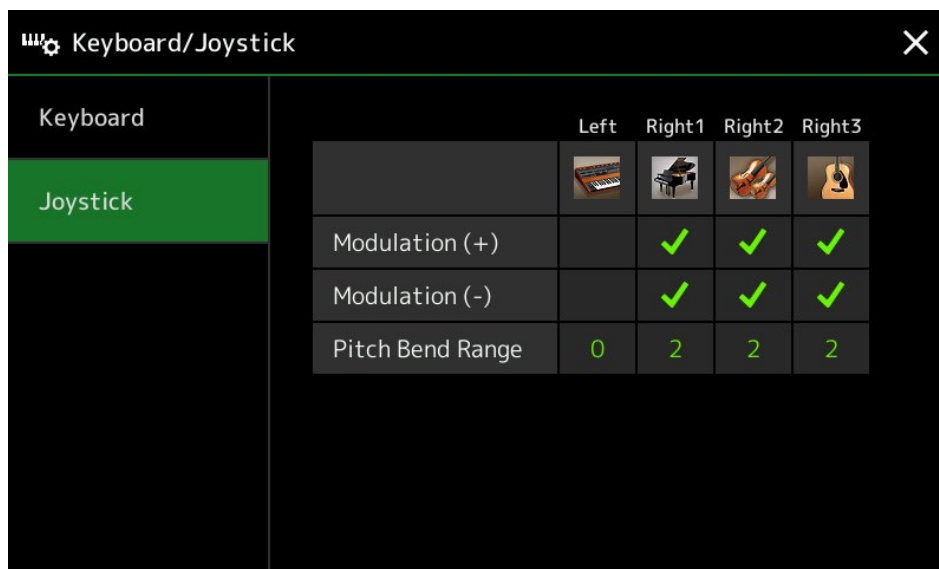 Keyboard/Joystick
Keyboard
Joystick
Left Right1 Right2 Right3
Modulation (+)
Modulation (-)
Pitch Bend Range 0 2 2 2